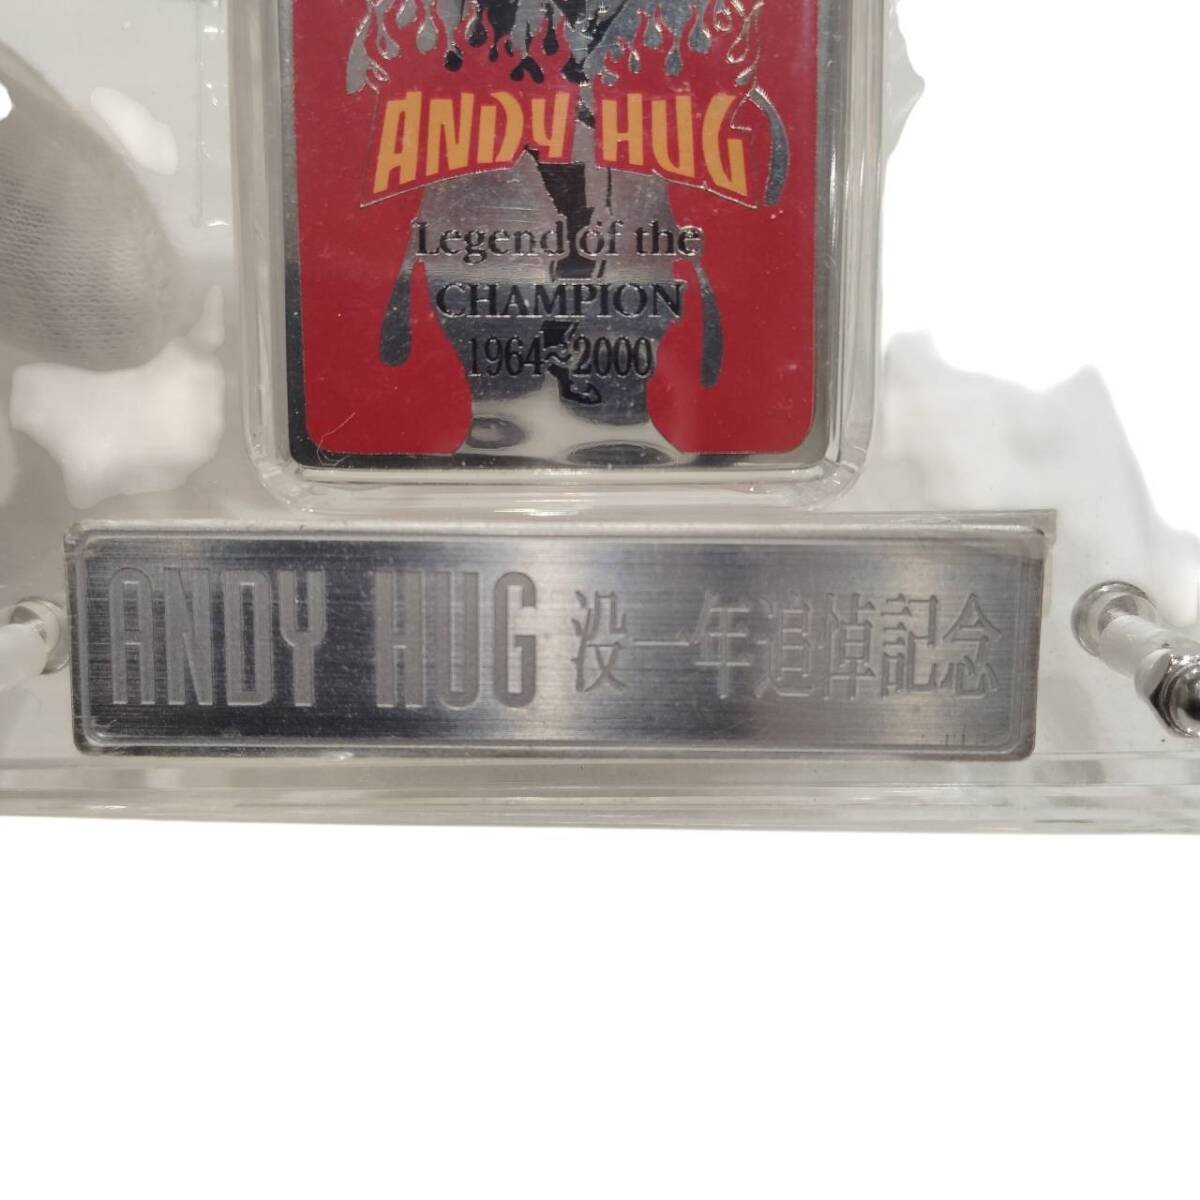 ANDY HUG
Legend of the
CHAMPION
1964~2000
ANDY HUG 没一年追悼記念